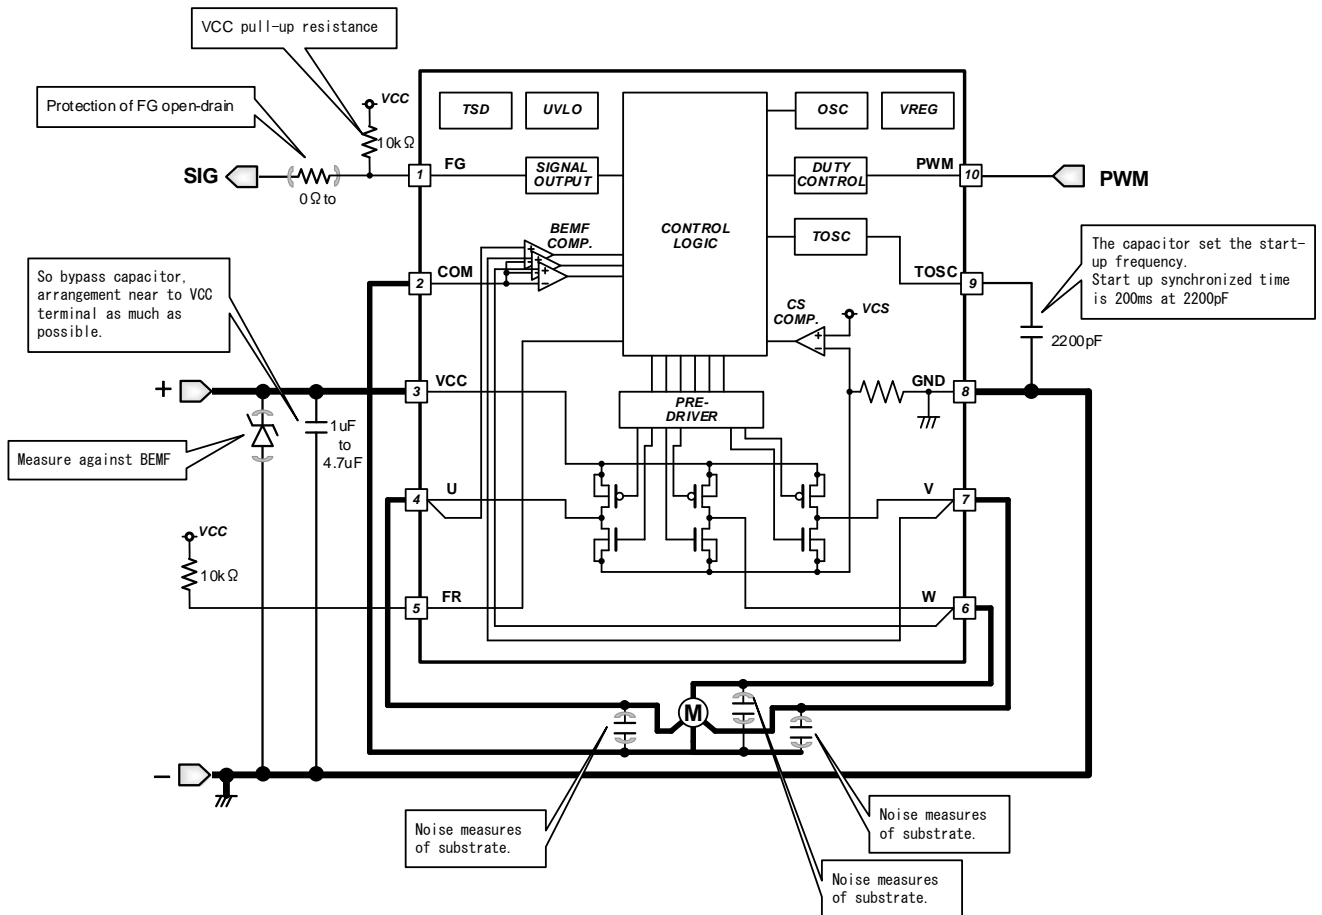 VCC pull-up resistance
Protection of FG open-drain
VCC
10kΩ
SIG
0Ω to
1
FG
TSD
UVLO
OSC
VREG
SIGNAL
OUTPUT
DUTY
CONTROL
PWM
10
PWM
CONTROL
LOGIC
BEMF
COMP.
TOSC
TOSC
9
The capacitor set the start-
up frequency.
Start up synchronized time
is 200ms at 2200pF
2200pF
So bypass capacitor,
arrangement near to VCC
terminal as much as
possible.
2
COM
CS
COMP.
VCS
+
3
VCC
GND
8
PRE-
DRIVER
1uF
to
4.7uF
Measure against BEMF
4
U
V
7
VCC
10kΩ
5
FR
W
6
M
–
Noise measures
of substrate.
Noise measures
of substrate.
Noise measures
of substrate.